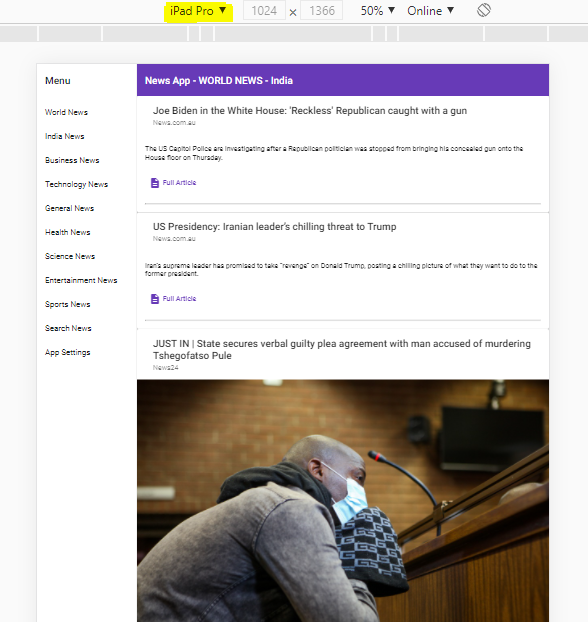 iPad Pro ▼ 1024 × 1366 50% ▼ Online ▼
Menu
World News
India News
Business News
Technology News
General News
Health News
Science News
Entertainment News
Sports News
Search News
App Settings
News App - WORLD NEWS - India
Joe Biden in the White House: 'Reckless' Republican caught with a gun
News.com.au
The US Capitol Police are investigating after a Republican politician was stopped from bringing his concealed gun onto the
House floor on Thursday.
Full Article
US Presidency: Iranian leader's chilling threat to Trump
News.com.au
Iran's supreme leader has promised to take "revenge" on Donald Trump, posting a chilling picture of what they want to do to the
former president.
Full Article
JUST IN | State secures verbal guilty plea agreement with man accused of murdering
Tshegofatso Pule
News24